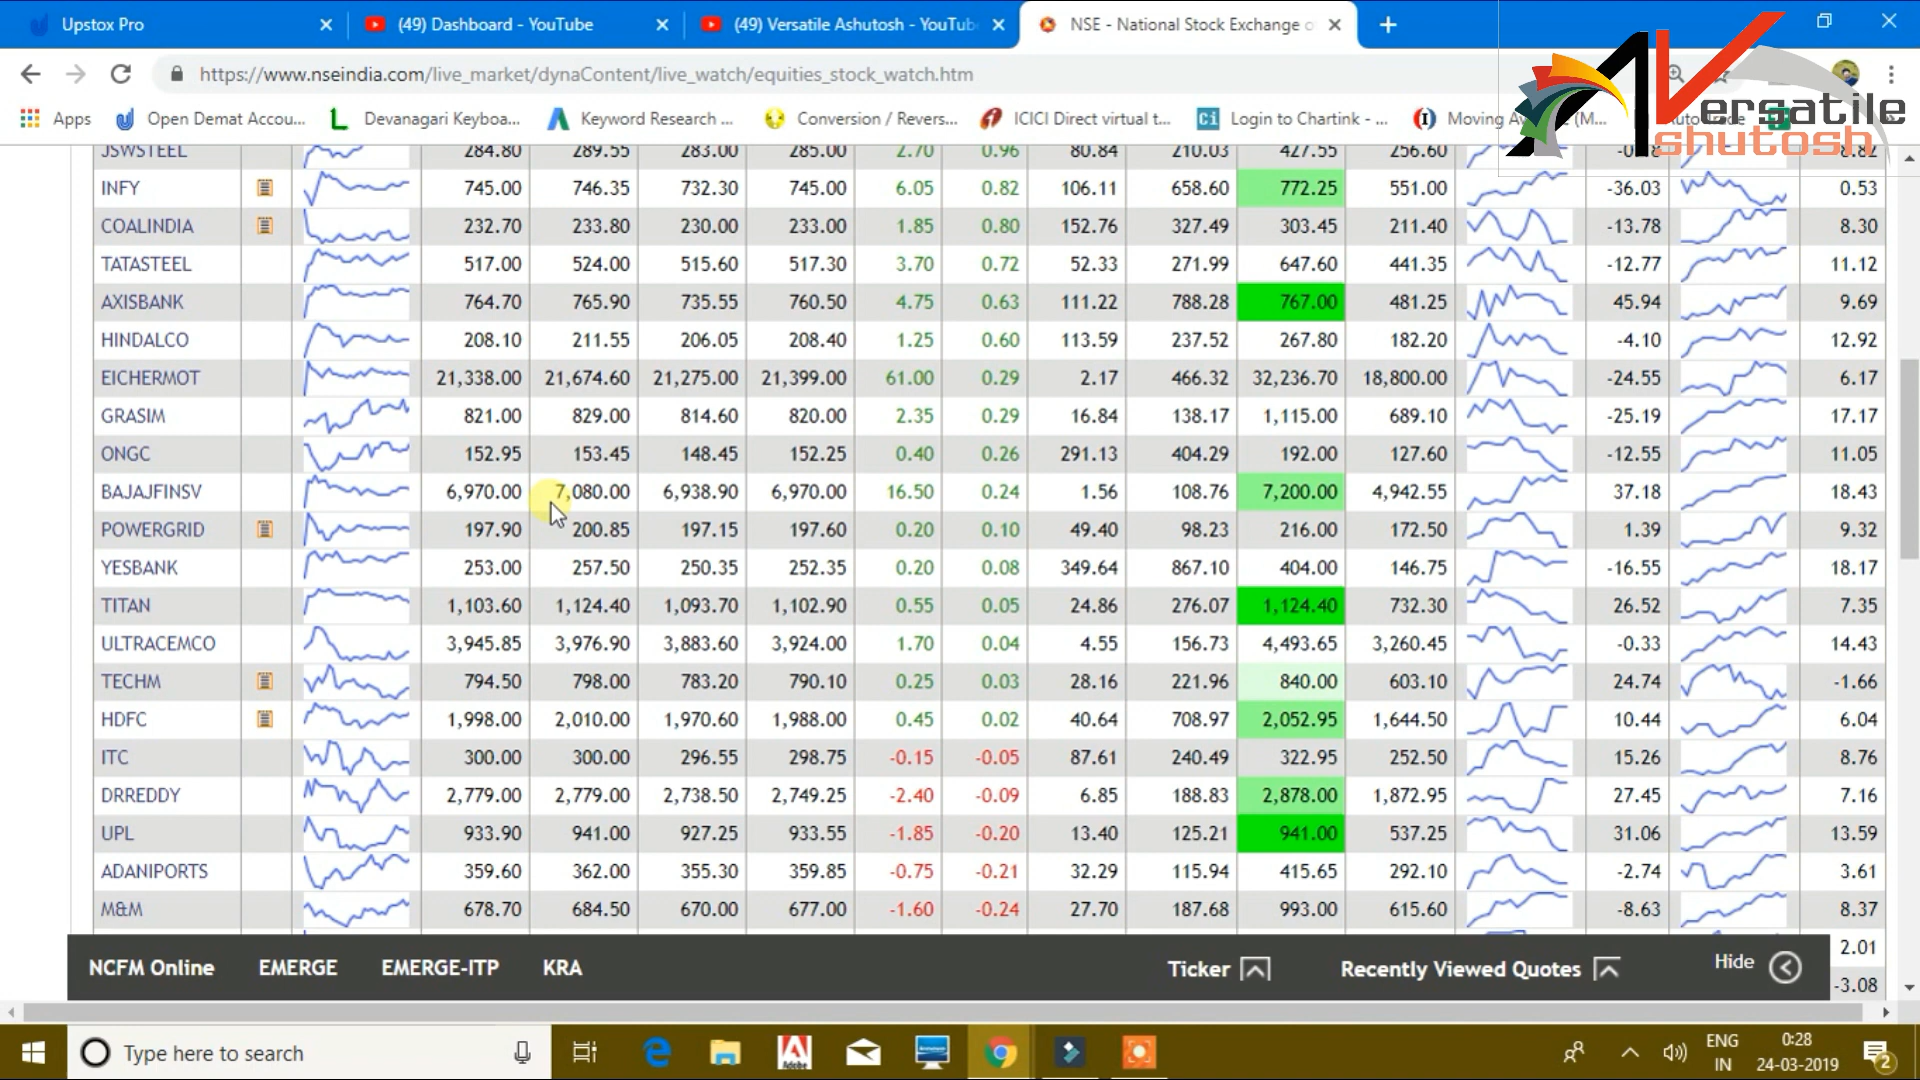 Upstox Pro (49) Dashboard - YouTube (49) Versatile Ashutosh - YouTub NSE - National Stock Exchange o
https://www.nseindia.com/live_market/dynaContent/live_watch/equities_stock_watch.htm
Apps Open Demat Accou... Devanagari Keyboa... Keyword Research ... Conversion / Revers... ICICI Direct virtual t... Login to Chartink - ...
Versatile
Ashutosh
JSWSTEEL 284.80 289.55 283.00 285.00 2.70 0.96 80.84 210.03 427.55 256.60
INFY 745.00 746.35 732.30 745.00 6.05 0.82 106.11 658.60 772.25 551.00 -36.03 0.53
COALINDIA 232.70 233.80 230.00 233.00 1.85 0.80 152.76 327.49 303.45 211.40 -13.78 8.30
TATASTEEL 517.00 524.00 515.60 517.30 3.70 0.72 52.33 271.99 647.60 441.35 -12.77 11.12
AXISBANK 764.70 765.90 735.55 760.50 4.75 0.63 111.22 788.28 767.00 481.25 45.94 9.69
HINDALCO 208.10 211.55 206.05 208.40 1.25 0.60 113.59 237.52 267.80 182.20 -4.10 12.92
EICHERMOT 21,338.00 21,674.60 21,275.00 21,399.00 61.00 0.29 2.17 466.32 32,236.70 18,800.00 -24.55 6.17
GRASIM 821.00 829.00 814.60 820.00 2.35 0.29 16.84 138.17 1,115.00 689.10 -25.19 17.17
ONGC 152.95 153.45 148.45 152.25 0.40 0.26 291.13 404.29 192.00 127.60 -12.55 11.05
BAJAJFINSV 6,970.00 7,080.00 6,938.90 6,970.00 16.50 0.24 1.56 108.76 7,200.00 4,942.55 37.18 18.43
POWERGRID 197.90 200.85 197.15 197.60 0.20 0.10 49.40 98.23 216.00 172.50 1.39 9.32
YESBANK 253.00 257.50 250.35 252.35 0.20 0.08 349.64 867.10 404.00 146.75 -16.55 18.17
TITAN 1,103.60 1,124.40 1,093.70 1,102.90 0.55 0.05 24.86 276.07 1,124.40 732.30 26.52 7.35
ULTRACEMCO 3,945.85 3,976.90 3,883.60 3,924.00 1.70 0.04 4.55 156.73 4,493.65 3,260.45 -0.33 14.43
TECHM 794.50 798.00 783.20 790.10 0.25 0.03 28.16 221.96 840.00 603.10 24.74 -1.66
HDFC 1,998.00 2,010.00 1,970.60 1,988.00 0.45 0.02 40.64 708.97 2,052.95 1,644.50 10.44 6.04
ITC 300.00 300.00 296.55 298.75 -0.15 -0.05 87.61 240.49 322.95 252.50 15.26 8.76
DRREDDY 2,779.00 2,779.00 2,738.50 2,749.25 -2.40 -0.09 6.85 188.83 2,878.00 1,872.95 27.45 7.16
UPL 933.90 941.00 927.25 933.55 -1.85 -0.20 13.40 125.21 941.00 537.25 31.06 13.59
ADANIPORTS 359.60 362.00 355.30 359.85 -0.75 -0.21 32.29 115.94 415.65 292.10 -2.74 3.61
M&M 678.70 684.50 670.00 677.00 -1.60 -0.24 27.70 187.68 993.00 615.60 -8.63 8.37
2.01
NCFM Online EMERGE EMERGE-ITP KRA Ticker Recently Viewed Quotes Hide
-3.08
Type here to search
Adobe
ENG
IN
0:28
24-03-2019
2